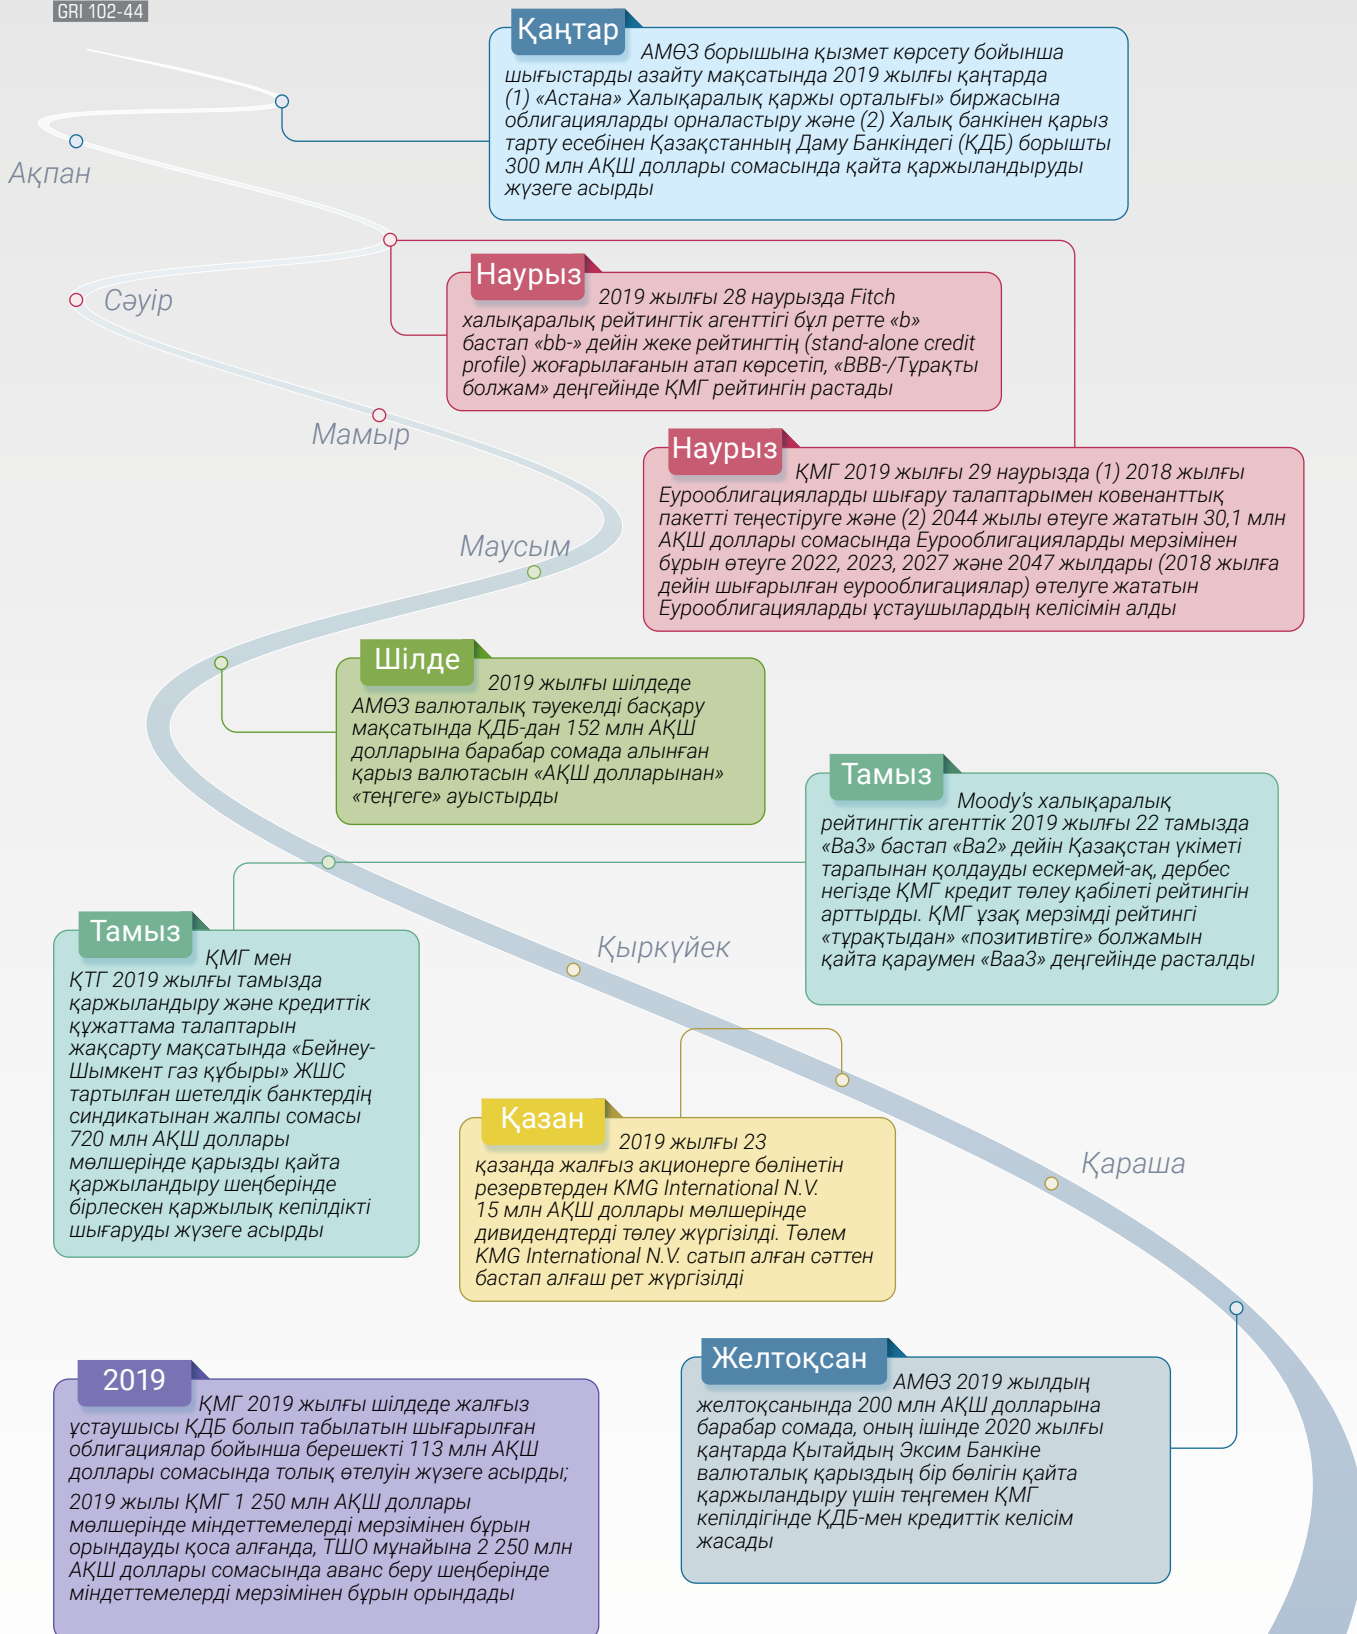 GRI 102-44
Қаңтар
АМӨЗ борышына қызмет көрсету бойынша
шығыстарды азайту мақсатында 2019 жылғы қаңтарда
(1) «Астана» Халықаралық қаржы орталығы» биржасына
облигацияларды орналастыру және (2) Халық банкінен қарыз
тарту есебінен Қазақстанның Даму Банкіндегі (ҚДБ) борышты
300 млн АҚШ доллары сомасында қайта қаржыландыруды
жүзеге асырды
Ақпан
Наурыз
2019 жылғы 28 наурызда Fitch
халықаралық рейтингтік агенттігі бұл ретте «b»
бастап «bb-» дейін жеке рейтингтің (stand-alone credit
profile) жоғарылағанын атап көрсетіп, «BBB-/Тұрақты
болжам» деңгейінде ҚМГ рейтингін растады
Сәуір
Мамыр
Наурыз
ҚМГ 2019 жылғы 29 наурызда (1) 2018 жылғы
Еурооблигацияларды шығару талаптарымен ковенанттық
пакетті теңестіруге және (2) 2044 жылы өтеуге жататын 30,1 млн
АҚШ доллары сомасында Еурооблигацияларды мерзімінен
бұрын өтеуге 2022, 2023, 2027 және 2047 жылдары (2018 жылға
дейін шығарылған еурооблигациялар) өтелуге жататын
Еурооблигацияларды ұстаушылардың келісімін алды
Маусым
Шілде
2019 жылғы шілдеде
АМӨЗ валюталық тәуекелді басқару
мақсатында ҚДБ-дан 152 млн АҚШ
долларына барабар сомада алынған
қарыз валютасын «АҚШ долларынан»
«теңгеге» ауыстырды
Тамыз
Moody's халықаралық
рейтингтік агенттік 2019 жылғы 22 тамызда
«Ba3» бастап «Ba2» дейін Қазақстан үкіметі
тарапынан қолдауды ескермей-ақ, дербес
негізде ҚМГ кредит төлеу қабілеті рейтингін
арттырды. ҚМГ ұзақ мерзімді рейтингі
«тұрақтыдан» «позитивтіге» болжамын
қайта қараумен «Baa3» деңгейінде расталды
Тамыз
ҚМГ мен
ҚТГ 2019 жылғы тамызда
қаржыландыру және кредиттік
құжаттама талаптарын
жақсарту мақсатында «Бейнеу-
Шымкент газ құбыры» ЖШС
тартылған шетелдік банктердің
синдикатынан жалпы сомасы
720 млн АҚШ доллары
мөлшерінде қарызды қайта
қаржыландыру шеңберінде
бірлескен қаржылық кепілдікті
шығаруды жүзеге асырды
Қыркүйек
Қазан
2019 жылғы 23
қазанда жалғыз акционерге бөлінетін
резервтерден KMG International N.V.
15 млн АҚШ доллары мөлшерінде
дивидендтерді төлеу жүргізілді. Төлем
KMG International N.V. сатып алған сәттен
бастап алғаш рет жүргізілді
Қараша
Желтоқсан
АМӨЗ 2019 жылдың
желтоқсанында 200 млн АҚШ долларына
барабар сомада, оның ішінде 2020 жылғы
қаңтарда Қытайдың Эксим Банкіне
валюталық қарыздың бір бөлігін қайта
қаржыландыру үшін теңгемен ҚМГ
кепілдігінде ҚДБ-мен кредиттік келісім
жасады
2019
ҚМГ 2019 жылғы шілдеде жалғыз
ұстаушысы ҚДБ болып табылатын шығарылған
облигациялар бойынша берешекті 113 млн АҚШ
доллары сомасында толық өтелуін жүзеге асырды;
2019 жылы ҚМГ 1 250 млн АҚШ доллары
мөлшерінде міндеттемелерді мерзімінен бұрын
орындауды қоса алғанда, ТШО мұнайына 2 250 млн
АҚШ доллары сомасында аванс беру шеңберінде
міндеттемелерді мерзімінен бұрын орындады